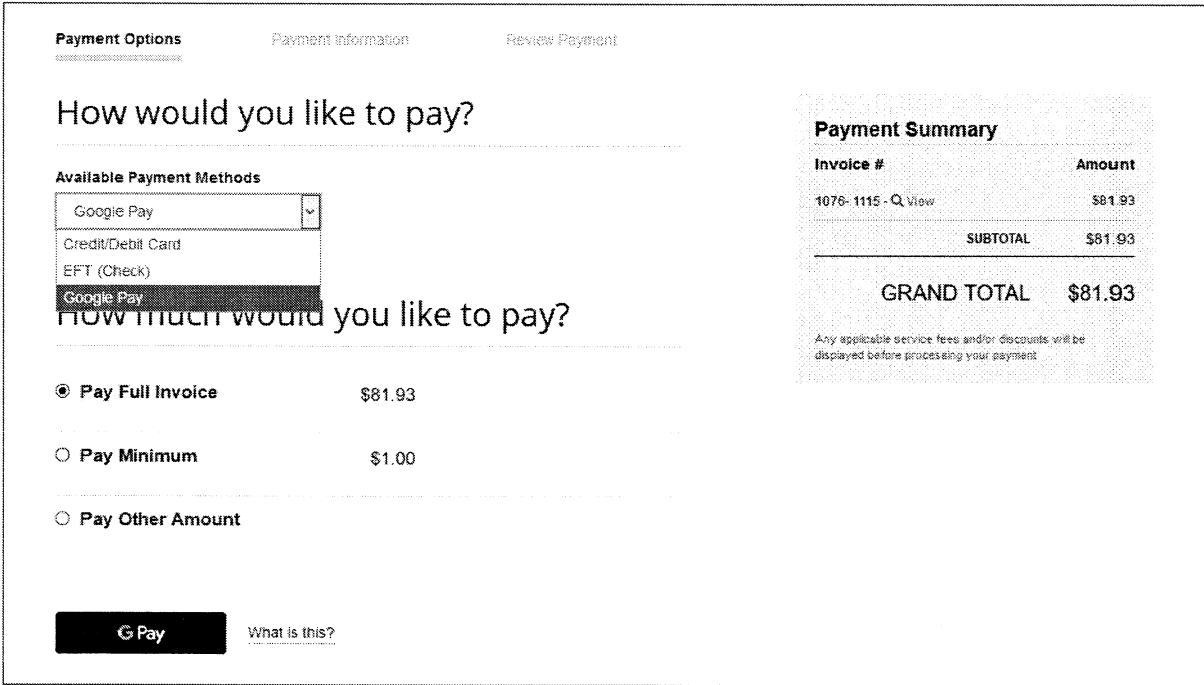 Payment Options Payment Information Review Payment
How would you like to pay?
Available Payment Methods
Google Pay
Credit/Debit Card
EFT (Check)
Google Pay
How much would you like to pay?
Pay Full Invoice $81.93
Pay Minimum $1.00
Pay Other Amount
G Pay What is this?
Payment Summary
Invoice # Amount
1076-1115 - View $81.93
SUBTOTAL $81.93
GRAND TOTAL $81.93
Any applicable service fees and/or discounts will be
displayed before processing your payment